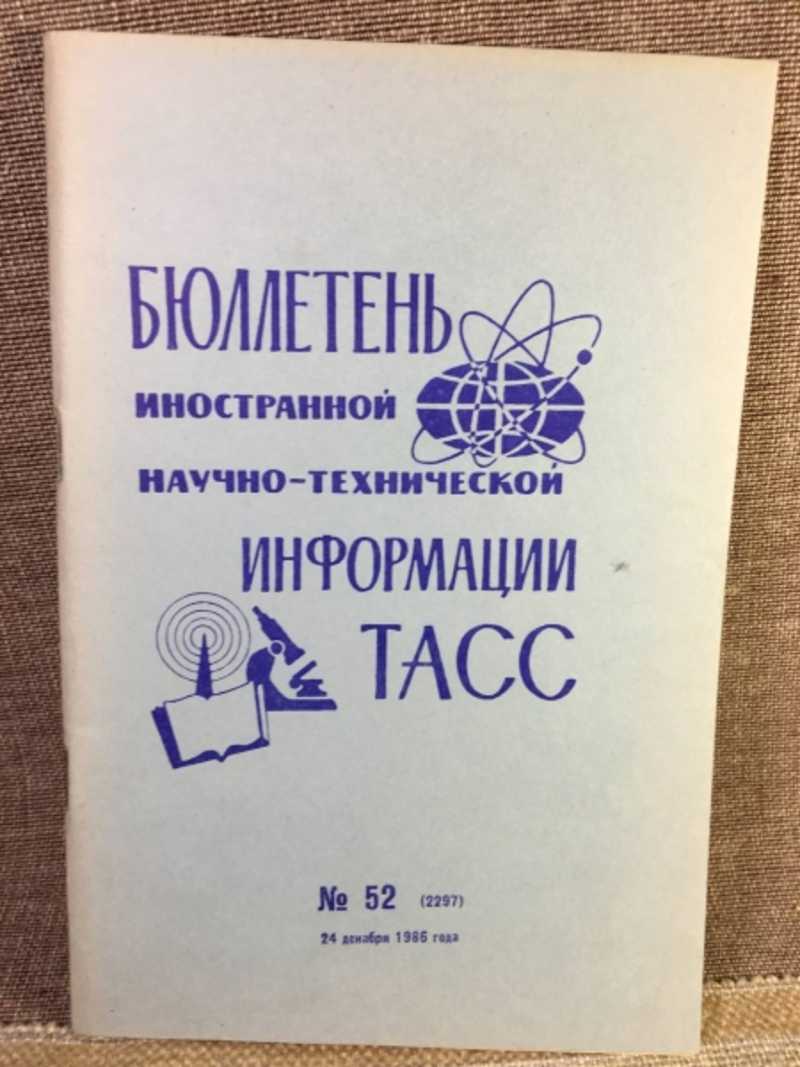 БЮЛЛЕТЕНЬ
ИНОСТРАННОЙ
НАУЧНО-ТЕХНИЧЕСКОЙ
ИНФОРМАЦИИ
ТАСС
№ 52 (2297)
24 декабря 1986 года